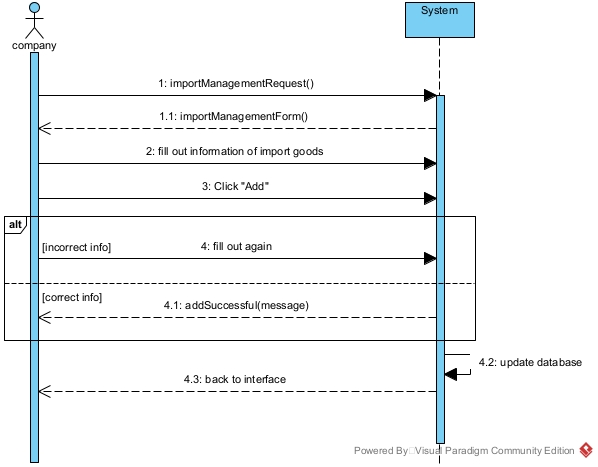 System
company
1: importManagementRequest()
1.1: importManagementForm()
2: fill out information of import goods
3: Click "Add"
alt
[incorrect info]
4: fill out again
[correct info]
4.1: addSuccessful(message)
4.2: update database
4.3: back to interface
Powered By Visual Paradigm Community Edition